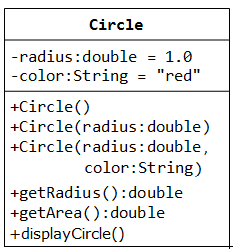 Circle
-radius:double = 1.0
-color:String = "red"
+Circle()
+Circle(radius:double)
+Circle(radius:double,
color:String)
+getRadius():double
+getArea():double
+displayCircle()